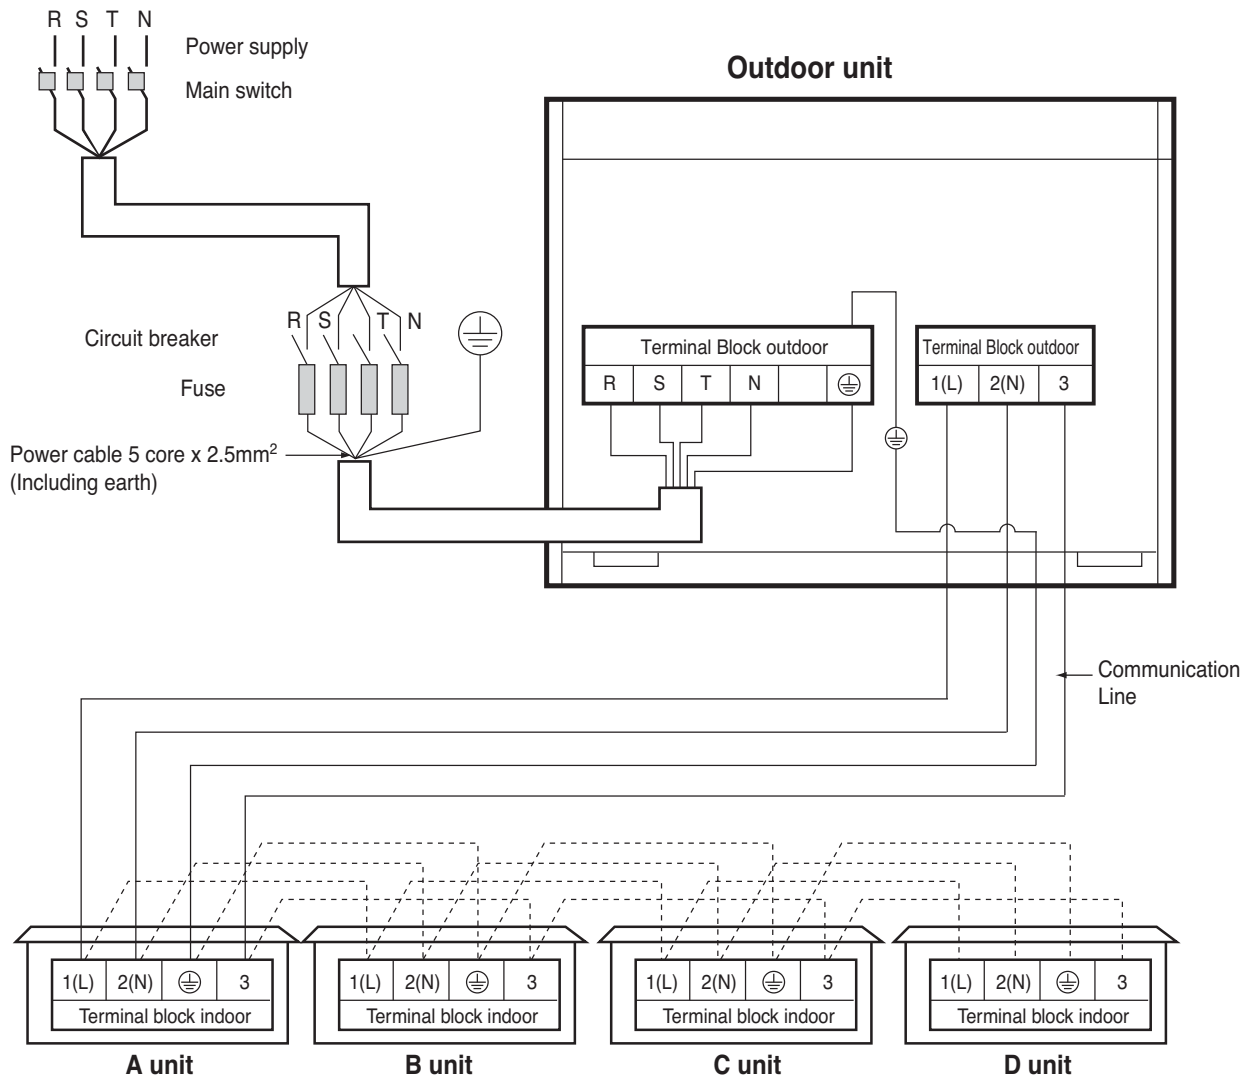 R S T N
Power supply
Main switch
Outdoor unit
R S T N
Circuit breaker
Fuse
Power cable 5 core x 2.5mm²
(Including earth)
Terminal Block outdoor
R S T N
Terminal Block outdoor
1(L) 2(N) 3
Communication
Line
1(L) 2(N) 3
Terminal block indoor
A unit
1(L) 2(N) 3
Terminal block indoor
B unit
1(L) 2(N) 3
Terminal block indoor
C unit
1(L) 2(N) 3
Terminal block indoor
D unit